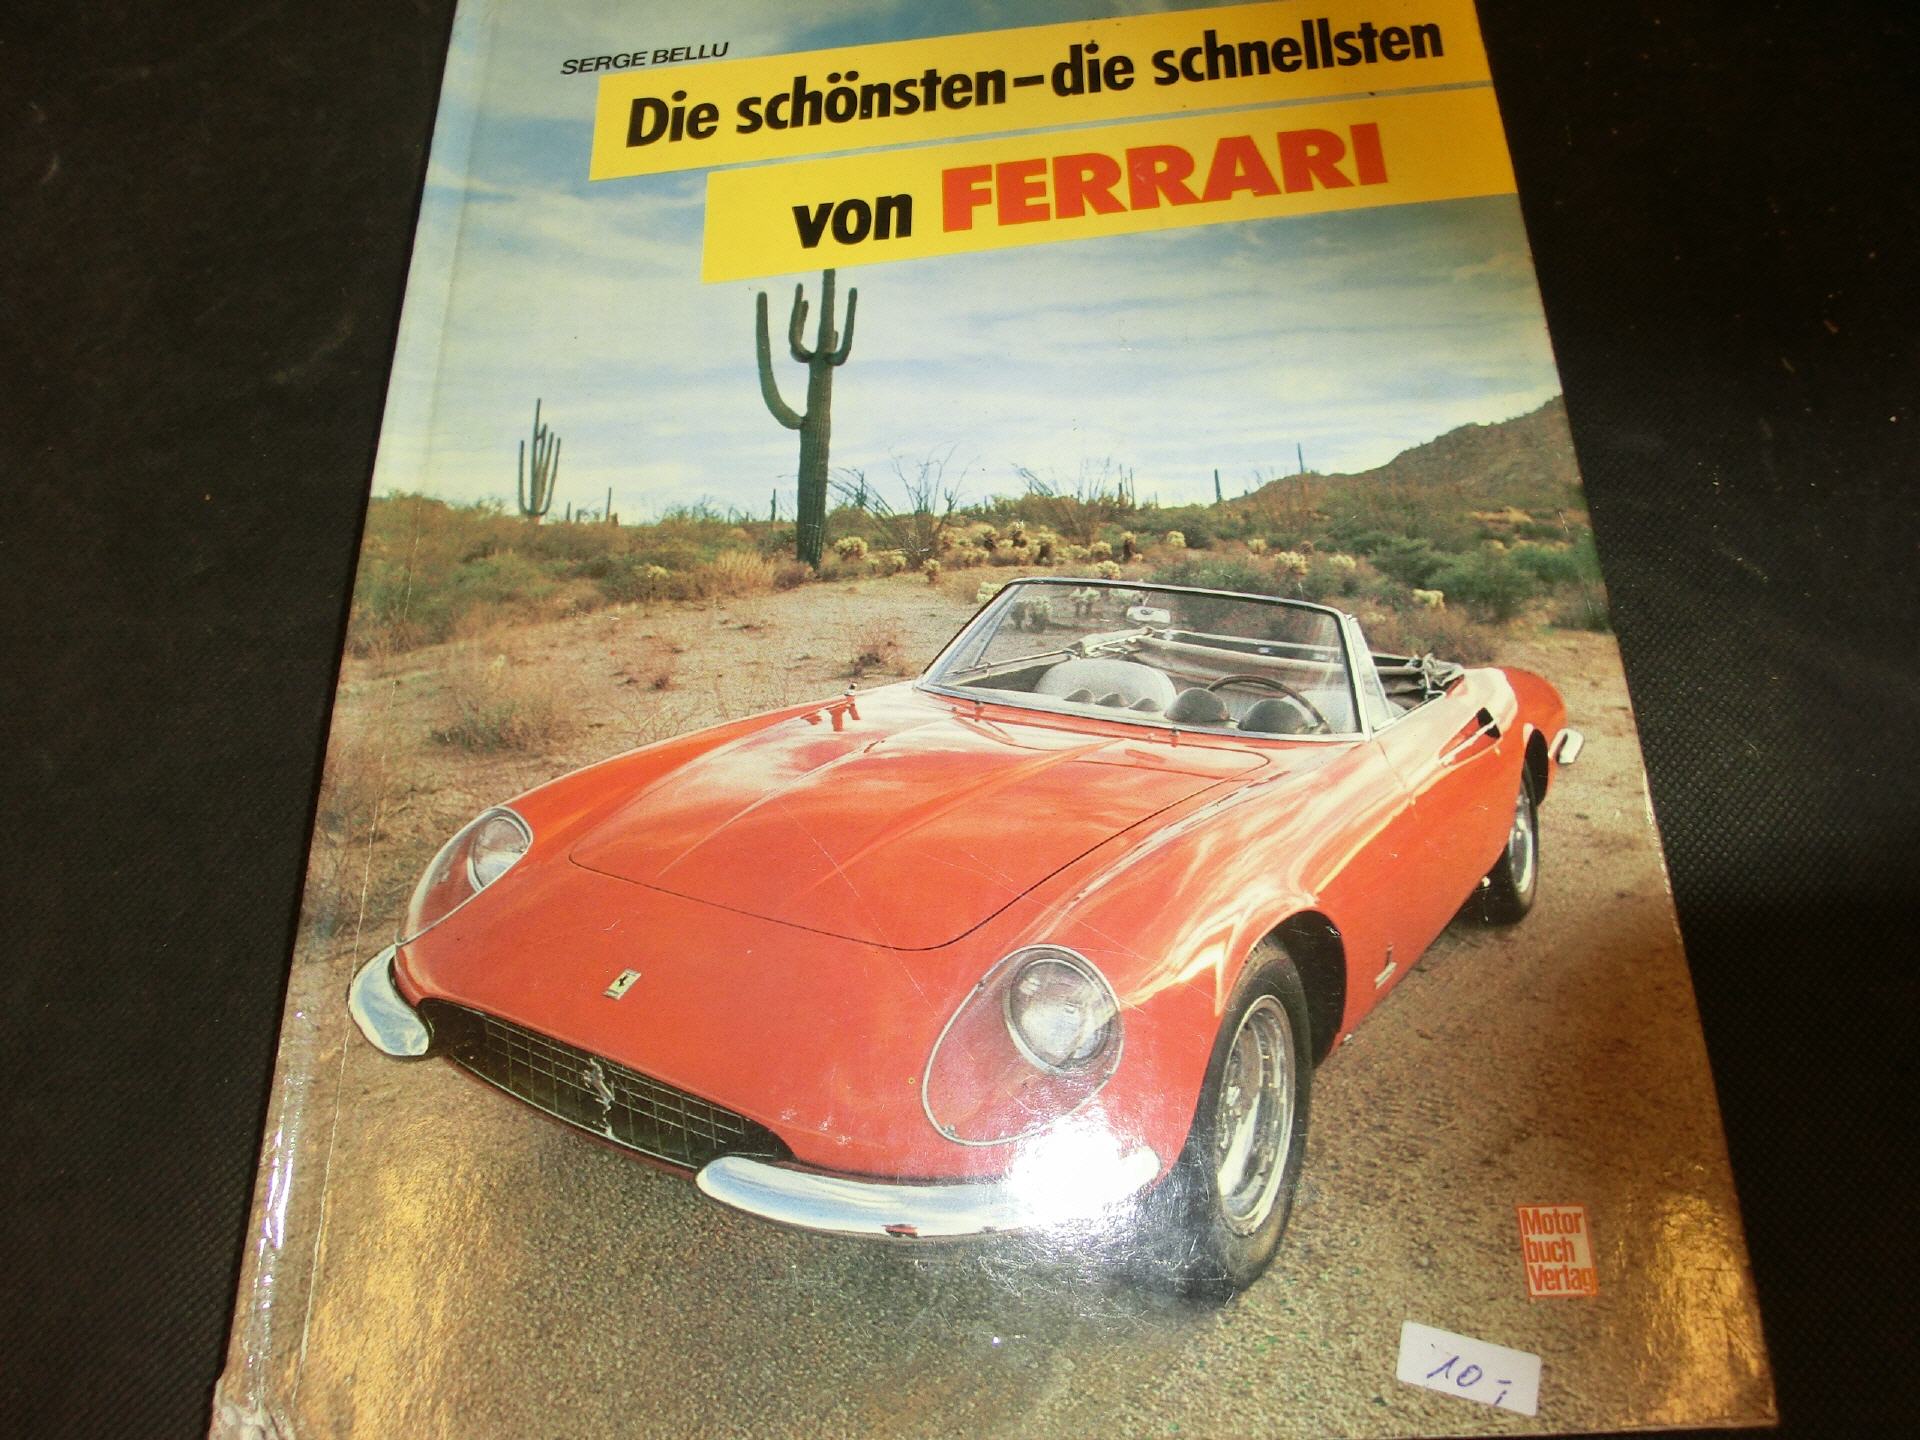 SERGE BELLU
Die schönsten–die schnellsten
von FERRARI
Motor
buch
Verlag
10,-